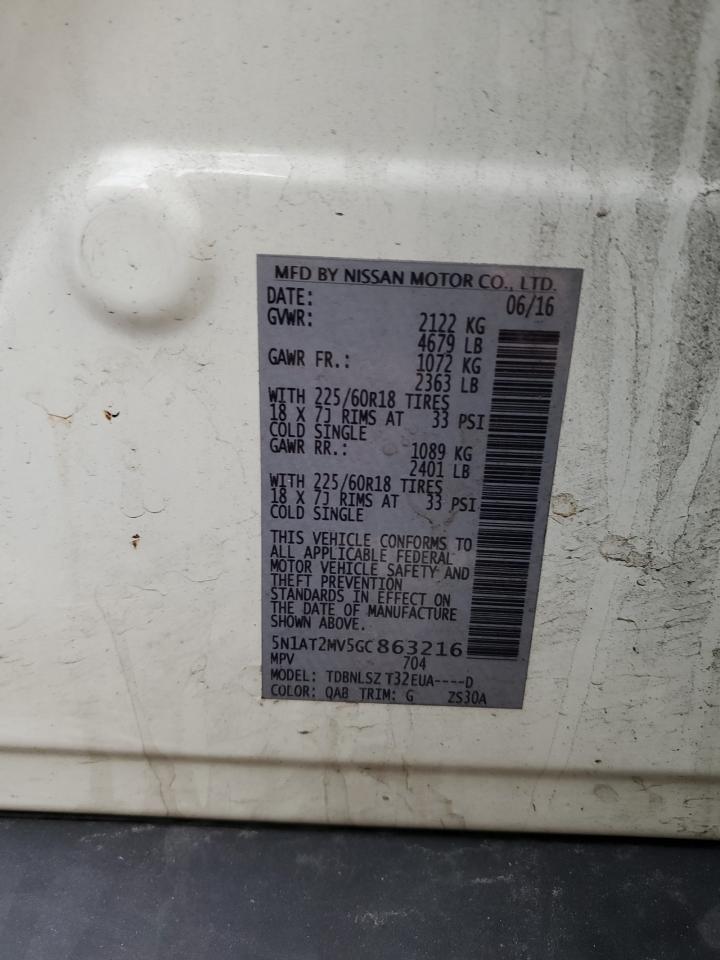 MFD BY NISSAN MOTOR CO., LTD.
DATE: 06/16
GVWR: 2122 KG
4679 LB
GAWR FR.: 1072 KG
2363 LB
WITH 225/60R18 TIRES
18 X 7J RIMS AT 33 PSI
COLD SINGLE
GAWR RR.: 1089 KG
2401 LB
WITH 225/60R18 TIRES
18 X 7J RIMS AT 33 PSI
COLD SINGLE
THIS VEHICLE CONFORMS TO
ALL APPLICABLE FEDERAL
MOTOR VEHICLE SAFETY AND
THEFT PREVENTION
STANDARDS IN EFFECT ON
THE DATE OF MANUFACTURE
SHOWN ABOVE.
5N1AT2MV5GC863216
MPV 704
MODEL: TDBNLSZ T32EUA----D
COLOR: QAB TRIM: G ZS30A